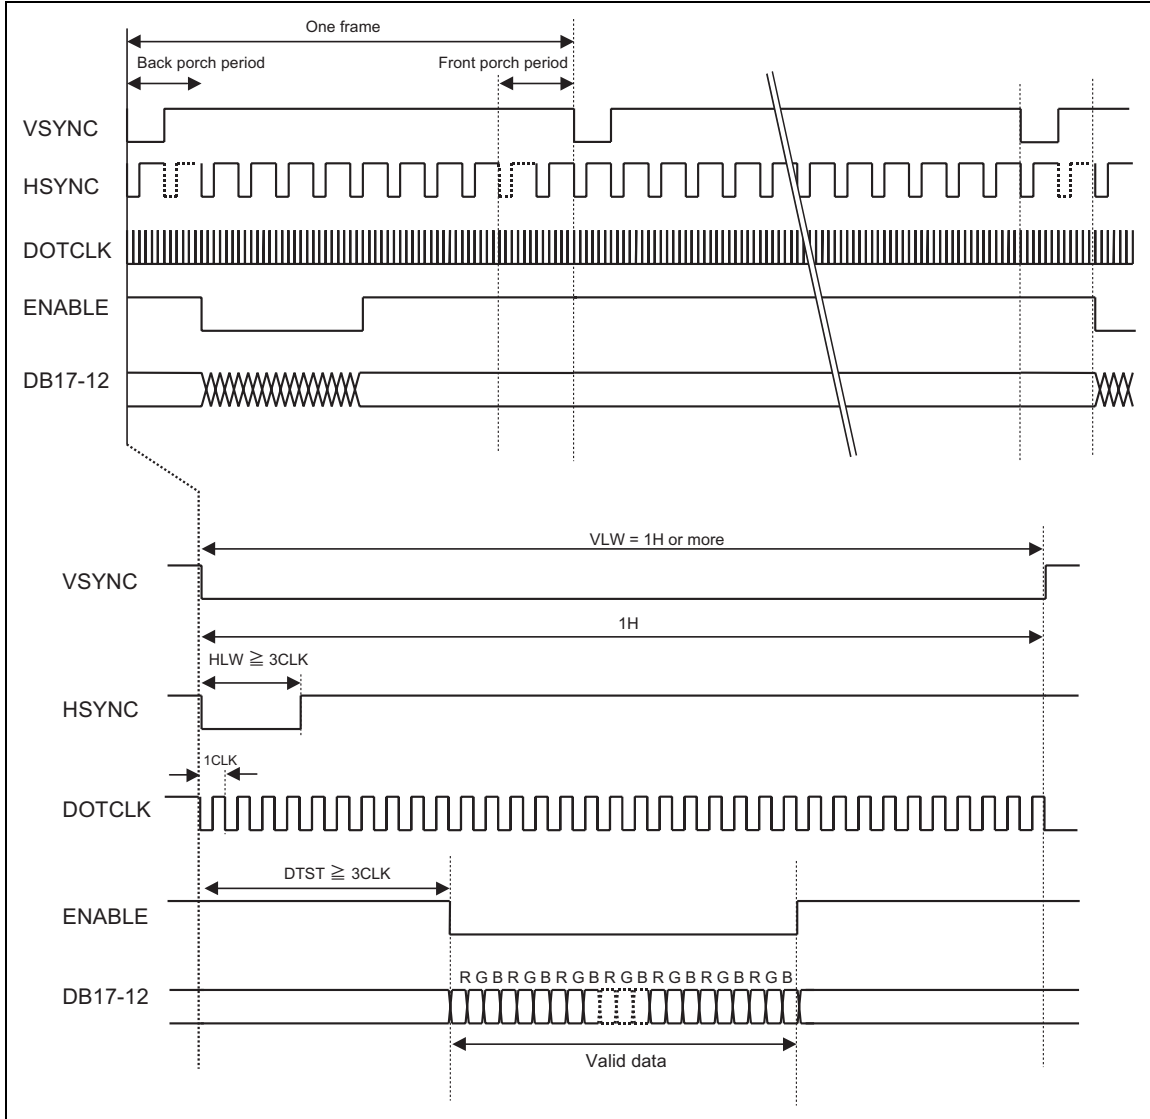 One frame
Back porch period
Front porch period
VSYNC
HSYNC
DOTCLK
ENABLE
DB17-12
VLW = 1H or more
VSYNC
1H
HLW ≧ 3CLK
HSYNC
1CLK
DOTCLK
DTST ≧ 3CLK
ENABLE
R G B R G B R G B R G B R G B R G B R G B
DB17-12
Valid data